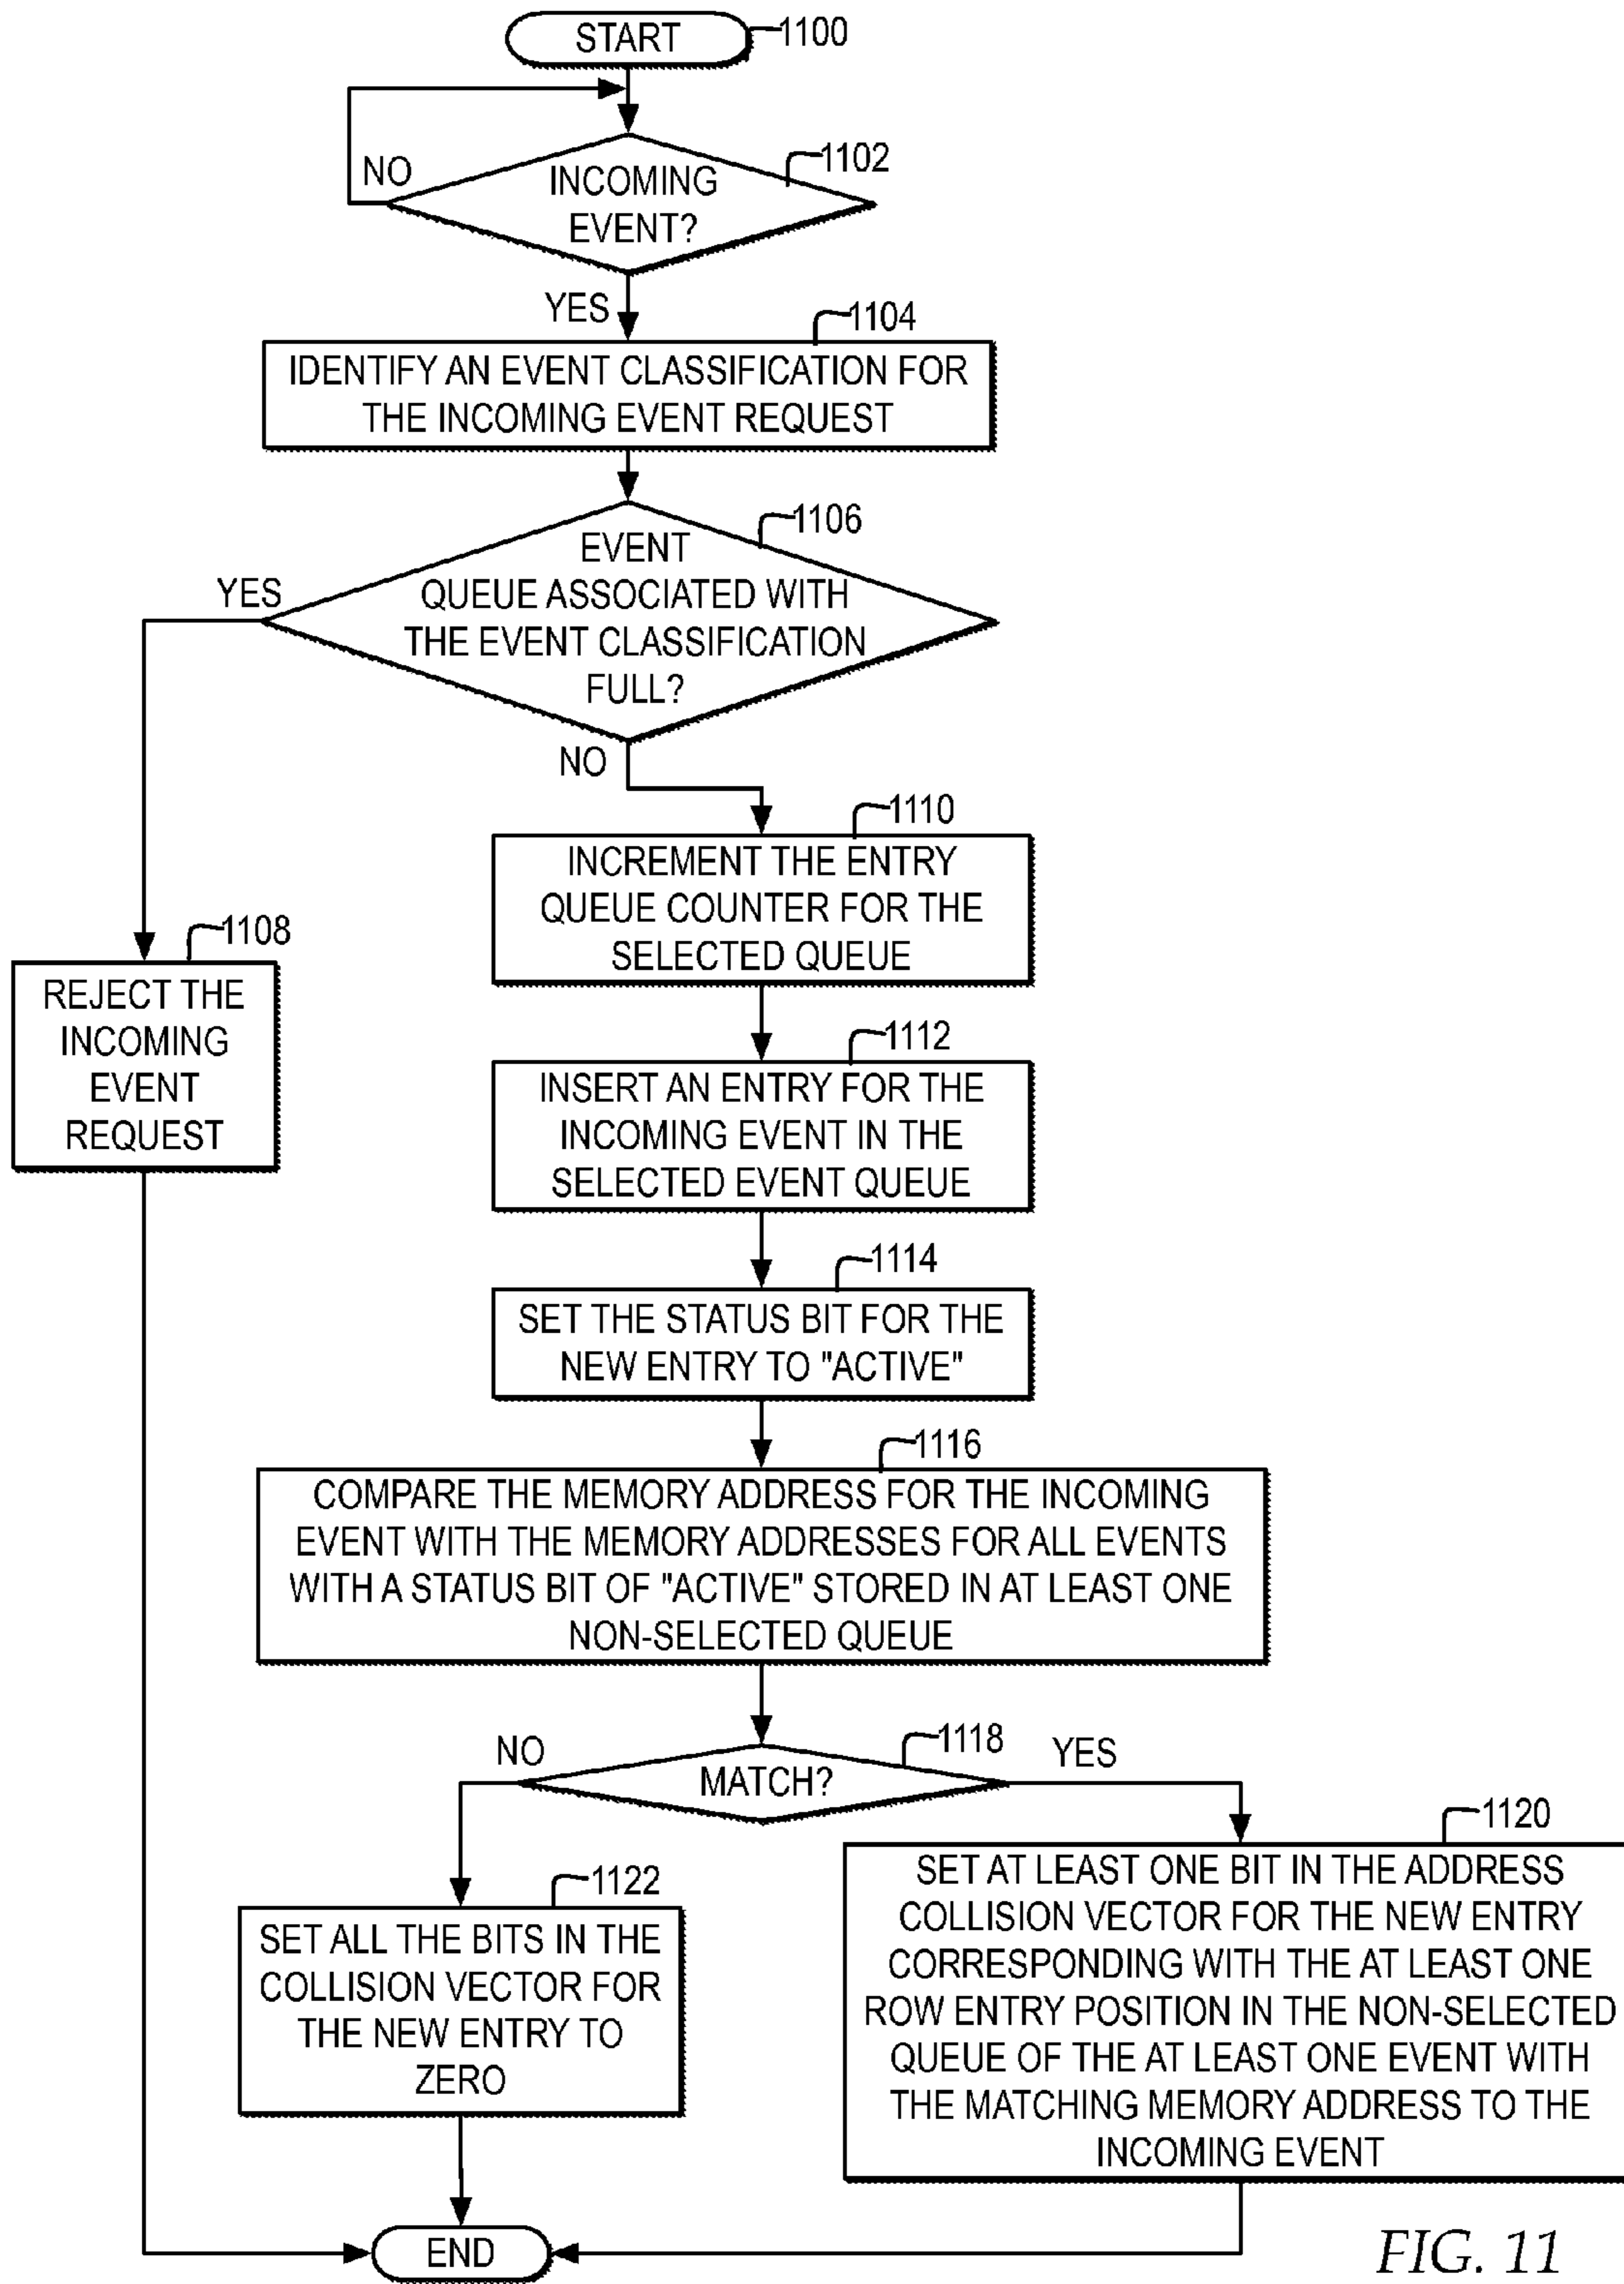 START
1100
NO
INCOMING
EVENT?
1102
YES
1104
IDENTIFY AN EVENT CLASSIFICATION FOR
THE INCOMING EVENT REQUEST
1106
EVENT
QUEUE ASSOCIATED WITH
THE EVENT CLASSIFICATION
FULL?
YES
NO
1108
REJECT THE
INCOMING
EVENT
REQUEST
1110
INCREMENT THE ENTRY
QUEUE COUNTER FOR THE
SELECTED QUEUE
1112
INSERT AN ENTRY FOR THE
INCOMING EVENT IN THE
SELECTED EVENT QUEUE
1114
SET THE STATUS BIT FOR THE
NEW ENTRY TO "ACTIVE"
1116
COMPARE THE MEMORY ADDRESS FOR THE INCOMING
EVENT WITH THE MEMORY ADDRESSES FOR ALL EVENTS
WITH A STATUS BIT OF "ACTIVE" STORED IN AT LEAST ONE
NON-SELECTED QUEUE
NO
MATCH?
1118
YES
1122
SET ALL THE BITS IN THE
COLLISION VECTOR FOR
THE NEW ENTRY TO
ZERO
1120
SET AT LEAST ONE BIT IN THE ADDRESS
COLLISION VECTOR FOR THE NEW ENTRY
CORRESPONDING WITH THE AT LEAST ONE
ROW ENTRY POSITION IN THE NON-SELECTED
QUEUE OF THE AT LEAST ONE EVENT WITH
THE MATCHING MEMORY ADDRESS TO THE
INCOMING EVENT
END
FIG. 11